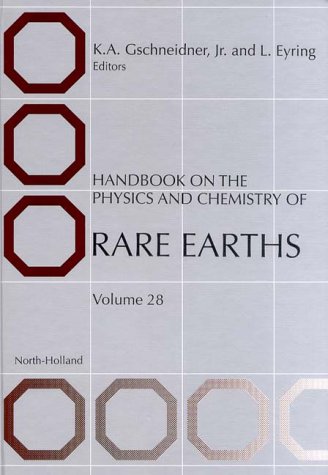 K.A. Gschneidner, Jr. and L. Eyring
Editors
HANDBOOK ON THE
PHYSICS AND CHEMISTRY OF
RARE EARTHS
Volume 28
North-Holland